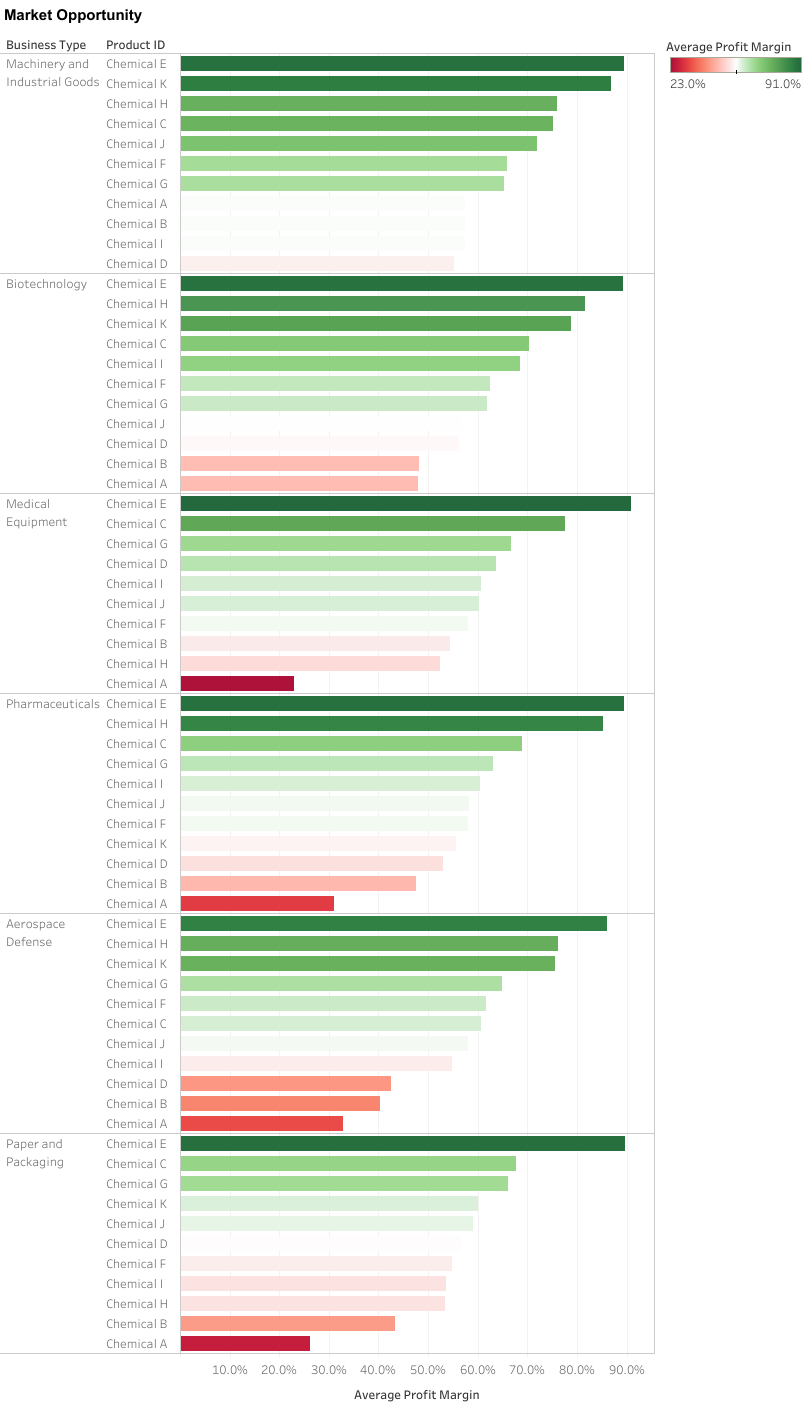 Market Opportunity
Business Type Product ID
Average Profit Margin
23.0% 91.0%
Machinery and Industrial Goods Chemical E
Chemical K
Chemical H
Chemical C
Chemical J
Chemical F
Chemical G
Chemical A
Chemical B
Chemical I
Chemical D
Biotechnology Chemical E
Chemical H
Chemical K
Chemical C
Chemical I
Chemical F
Chemical G
Chemical J
Chemical D
Chemical B
Chemical A
Medical Equipment Chemical E
Chemical C
Chemical G
Chemical D
Chemical I
Chemical J
Chemical F
Chemical B
Chemical H
Chemical A
Pharmaceuticals Chemical E
Chemical H
Chemical C
Chemical G
Chemical I
Chemical J
Chemical F
Chemical K
Chemical D
Chemical B
Chemical A
Aerospace Defense Chemical E
Chemical H
Chemical K
Chemical G
Chemical F
Chemical C
Chemical J
Chemical I
Chemical D
Chemical B
Chemical A
Paper and Packaging Chemical E
Chemical C
Chemical G
Chemical K
Chemical J
Chemical D
Chemical F
Chemical I
Chemical H
Chemical B
Chemical A
10.0% 20.0% 30.0% 40.0% 50.0% 60.0% 70.0% 80.0% 90.0%
Average Profit Margin